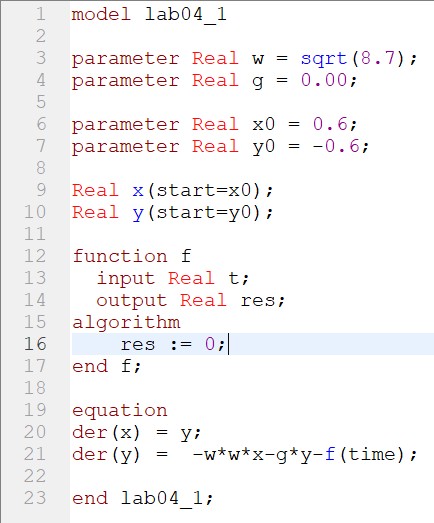 1 model lab04_1
2
3 parameter Real w = sqrt(8.7);
4 parameter Real g = 0.00;
5
6 parameter Real x0 = 0.6;
7 parameter Real y0 = -0.6;
8
9 Real x(start=x0);
10 Real y(start=y0);
11
12 function f
13   input Real t;
14   output Real res;
15 algorithm
16     res := 0;
17 end f;
18
19 equation
20 der(x) = y;
21 der(y) =  -w*w*x-g*y-f(time);
22
23 end lab04_1;